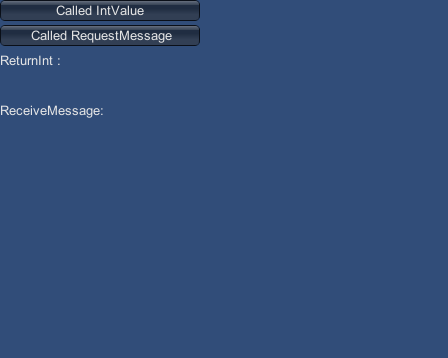 Called IntValue
Called RequestMessage
ReturnInt :
ReceiveMessage: